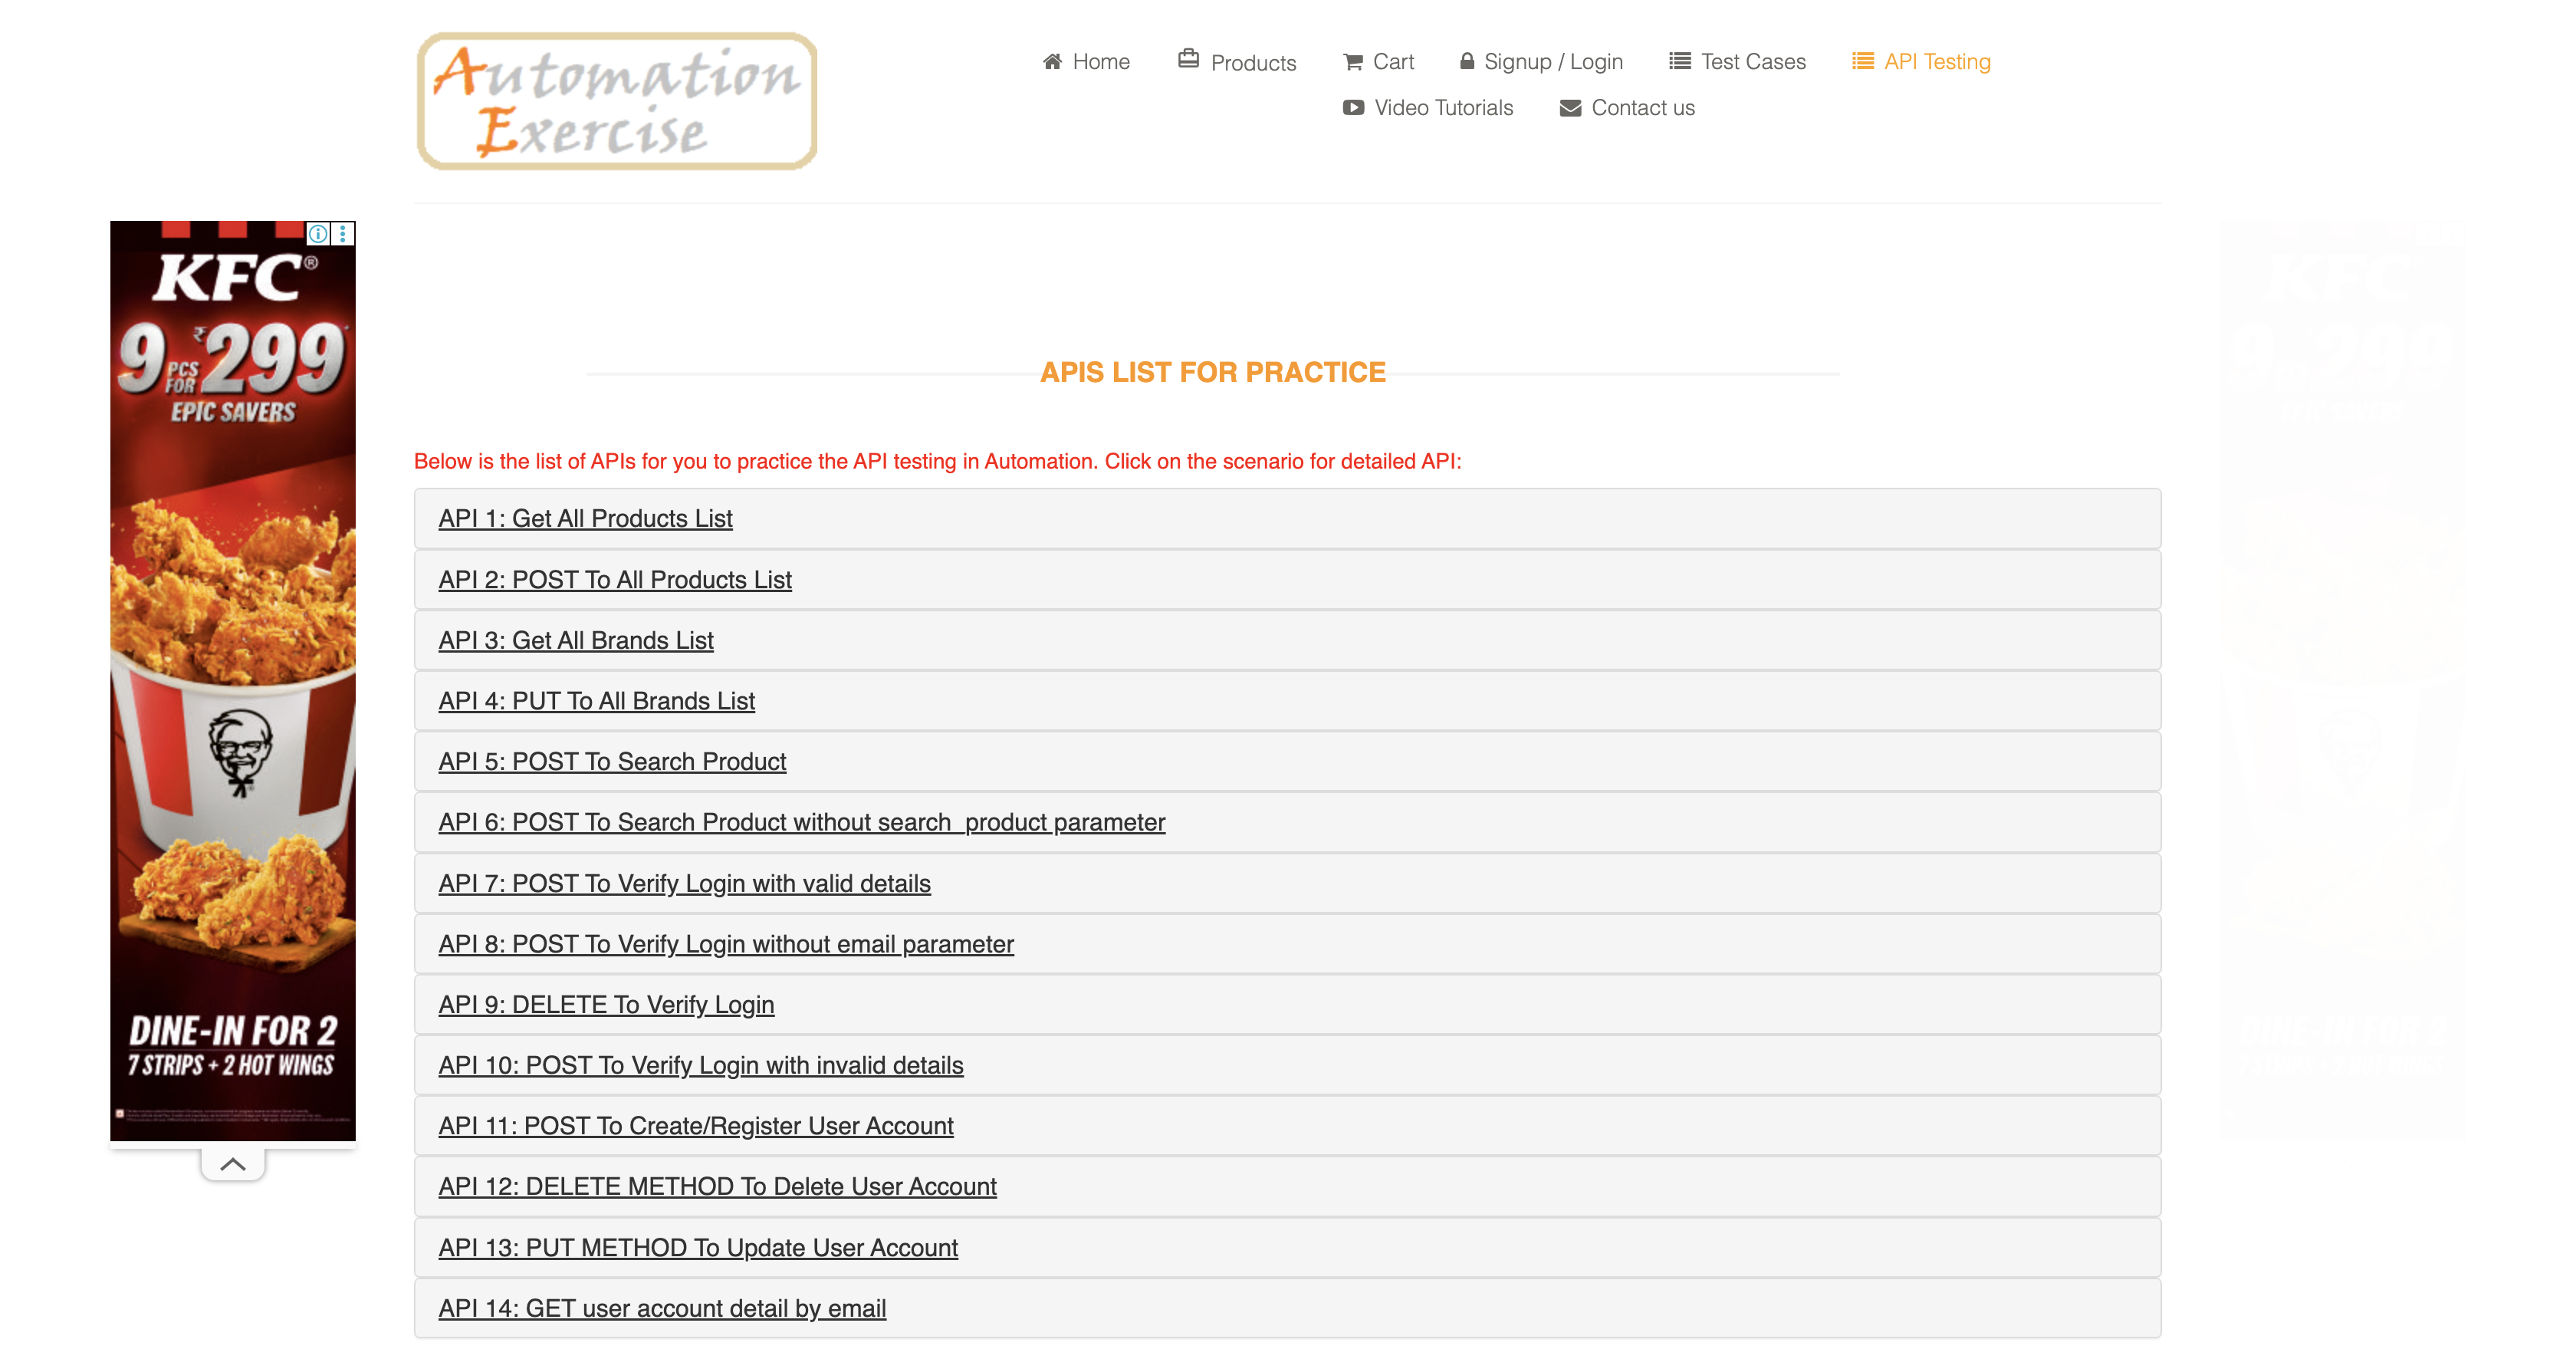 Automation
Exercise
Home
Products
Cart
Signup / Login
Test Cases
API Testing
Video Tutorials
Contact us
KFC®
9 PCS FOR ₹299*
EPIC SAVERS
DINE-IN FOR 2
7 STRIPS + 2 HOT WINGS
APIS LIST FOR PRACTICE
Below is the list of APIs for you to practice the API testing in Automation. Click on the scenario for detailed API:
API 1: Get All Products List
API 2: POST To All Products List
API 3: Get All Brands List
API 4: PUT To All Brands List
API 5: POST To Search Product
API 6: POST To Search Product without search_product parameter
API 7: POST To Verify Login with valid details
API 8: POST To Verify Login without email parameter
API 9: DELETE To Verify Login
API 10: POST To Verify Login with invalid details
API 11: POST To Create/Register User Account
API 12: DELETE METHOD To Delete User Account
API 13: PUT METHOD To Update User Account
API 14: GET user account detail by email